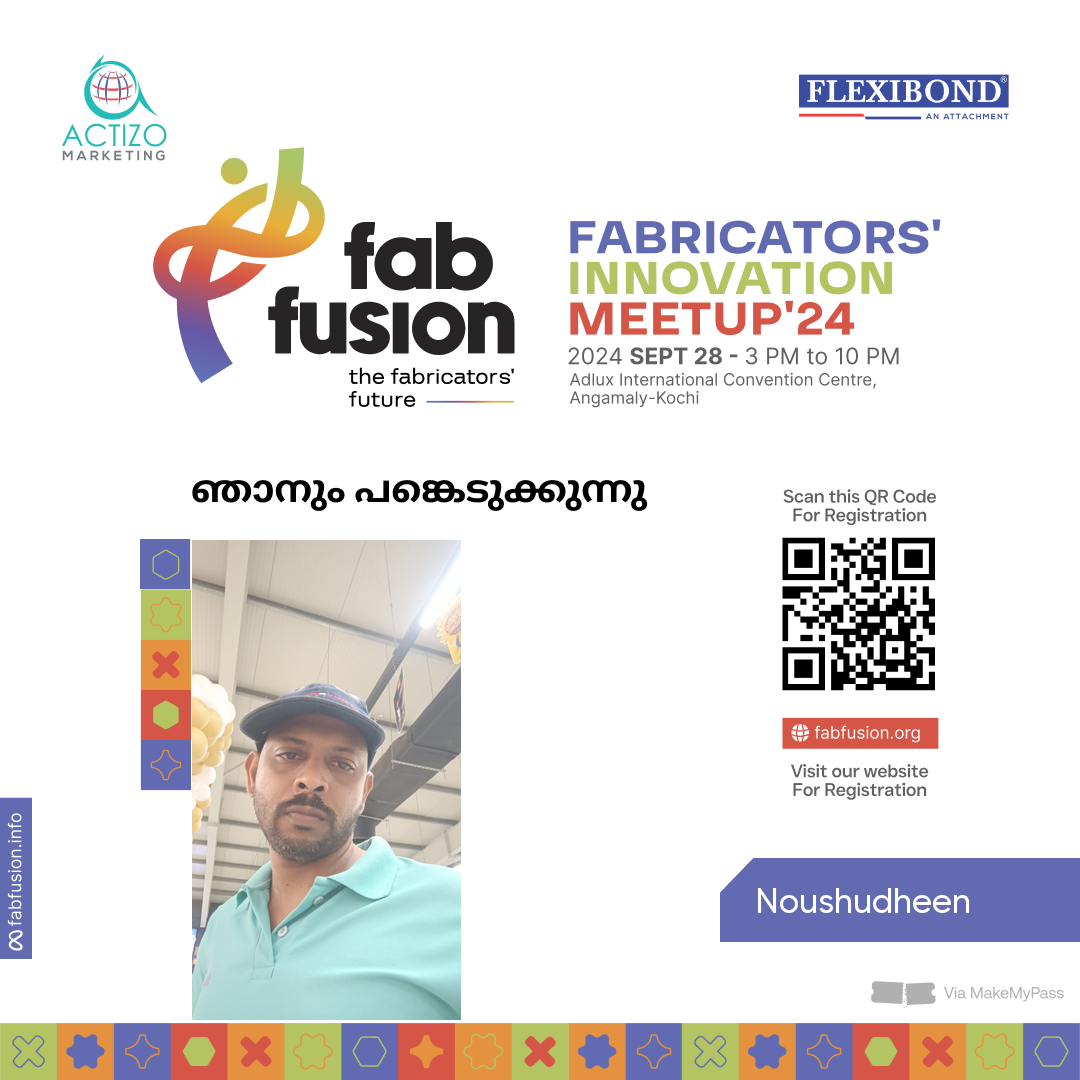 ACTIZO
MARKETING
FLEXIBOND®
AN ATTACHMENT
fab
fusion
the fabricators'
future
FABRICATORS'
INNOVATION
MEETUP'24
2024 SEPT 28 - 3 PM to 10 PM
Adlux International Convention Centre,
Angamaly-Kochi
ഞാനും പങ്കെടുക്കുന്നു
Scan this QR Code
For Registration
fabfusion.org
Visit our website
For Registration
fabfusion.info
Noushudheen
Via MakeMyPass